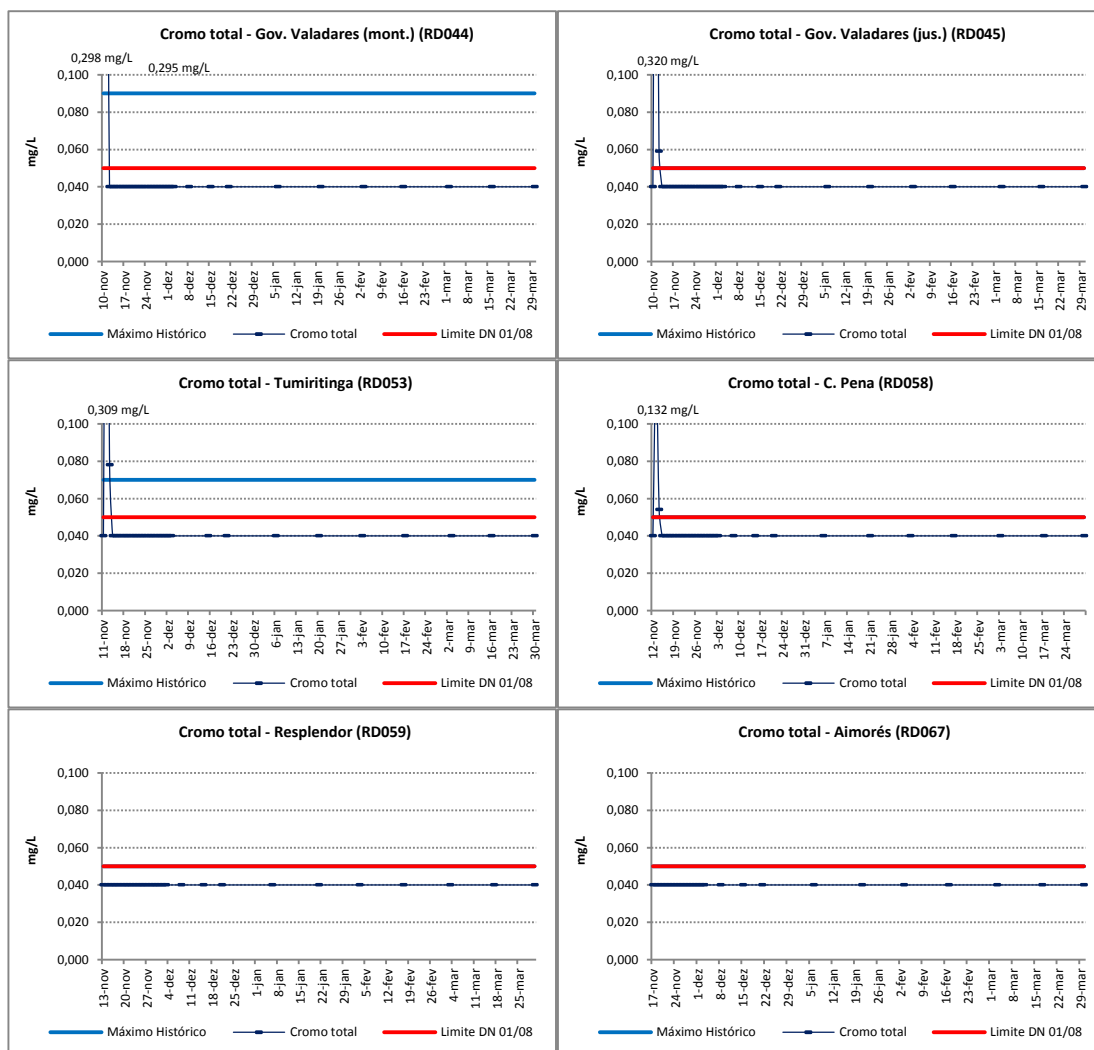 Cromo total - Gov. Valadares (mont.) (RD044)
0,298 mg/L
0,295 mg/L
mg/L
0,100
0,080
0,060
0,040
0,020
0,000
10-nov 17-nov 24-nov 1-dez 8-dez 15-dez 22-dez 29-dez 5-jan 12-jan 19-jan 26-jan 2-fev 9-fev 16-fev 23-fev 1-mar 8-mar 15-mar 22-mar 29-mar
Máximo Histórico Cromo total Limite DN 01/08
Cromo total - Gov. Valadares (jus.) (RD045)
0,320 mg/L
mg/L
0,100
0,080
0,060
0,040
0,020
0,000
10-nov 17-nov 24-nov 1-dez 8-dez 15-dez 22-dez 29-dez 5-jan 12-jan 19-jan 26-jan 2-fev 9-fev 16-fev 23-fev 1-mar 8-mar 15-mar 22-mar 29-mar
Máximo Histórico Cromo total Limite DN 01/08
Cromo total - Tumiritinga (RD053)
0,309 mg/L
mg/L
0,100
0,080
0,060
0,040
0,020
0,000
11-nov 18-nov 25-nov 2-dez 9-dez 16-dez 23-dez 30-dez 6-jan 13-jan 20-jan 27-jan 3-fev 10-fev 17-fev 24-fev 2-mar 9-mar 16-mar 23-mar 30-mar
Máximo Histórico Cromo total Limite DN 01/08
Cromo total - C. Pena (RD058)
0,132 mg/L
mg/L
0,100
0,080
0,060
0,040
0,020
0,000
12-nov 19-nov 26-nov 3-dez 10-dez 17-dez 24-dez 31-dez 7-jan 14-jan 21-jan 28-jan 4-fev 11-fev 18-fev 25-fev 3-mar 10-mar 17-mar 24-mar
Máximo Histórico Cromo total Limite DN 01/08
Cromo total - Resplendor (RD059)
mg/L
0,100
0,080
0,060
0,040
0,020
0,000
13-nov 20-nov 27-nov 4-dez 11-dez 18-dez 25-dez 1-jan 8-jan 15-jan 22-jan 29-jan 5-fev 12-fev 19-fev 26-fev 4-mar 11-mar 18-mar 25-mar
Máximo Histórico Cromo total Limite DN 01/08
Cromo total - Aimorés (RD067)
mg/L
0,100
0,080
0,060
0,040
0,020
0,000
17-nov 24-nov 1-dez 8-dez 15-dez 22-dez 29-dez 5-jan 12-jan 19-jan 26-jan 2-fev 9-fev 16-fev 23-fev 1-mar 8-mar 15-mar 22-mar 29-mar
Máximo Histórico Cromo total Limite DN 01/08